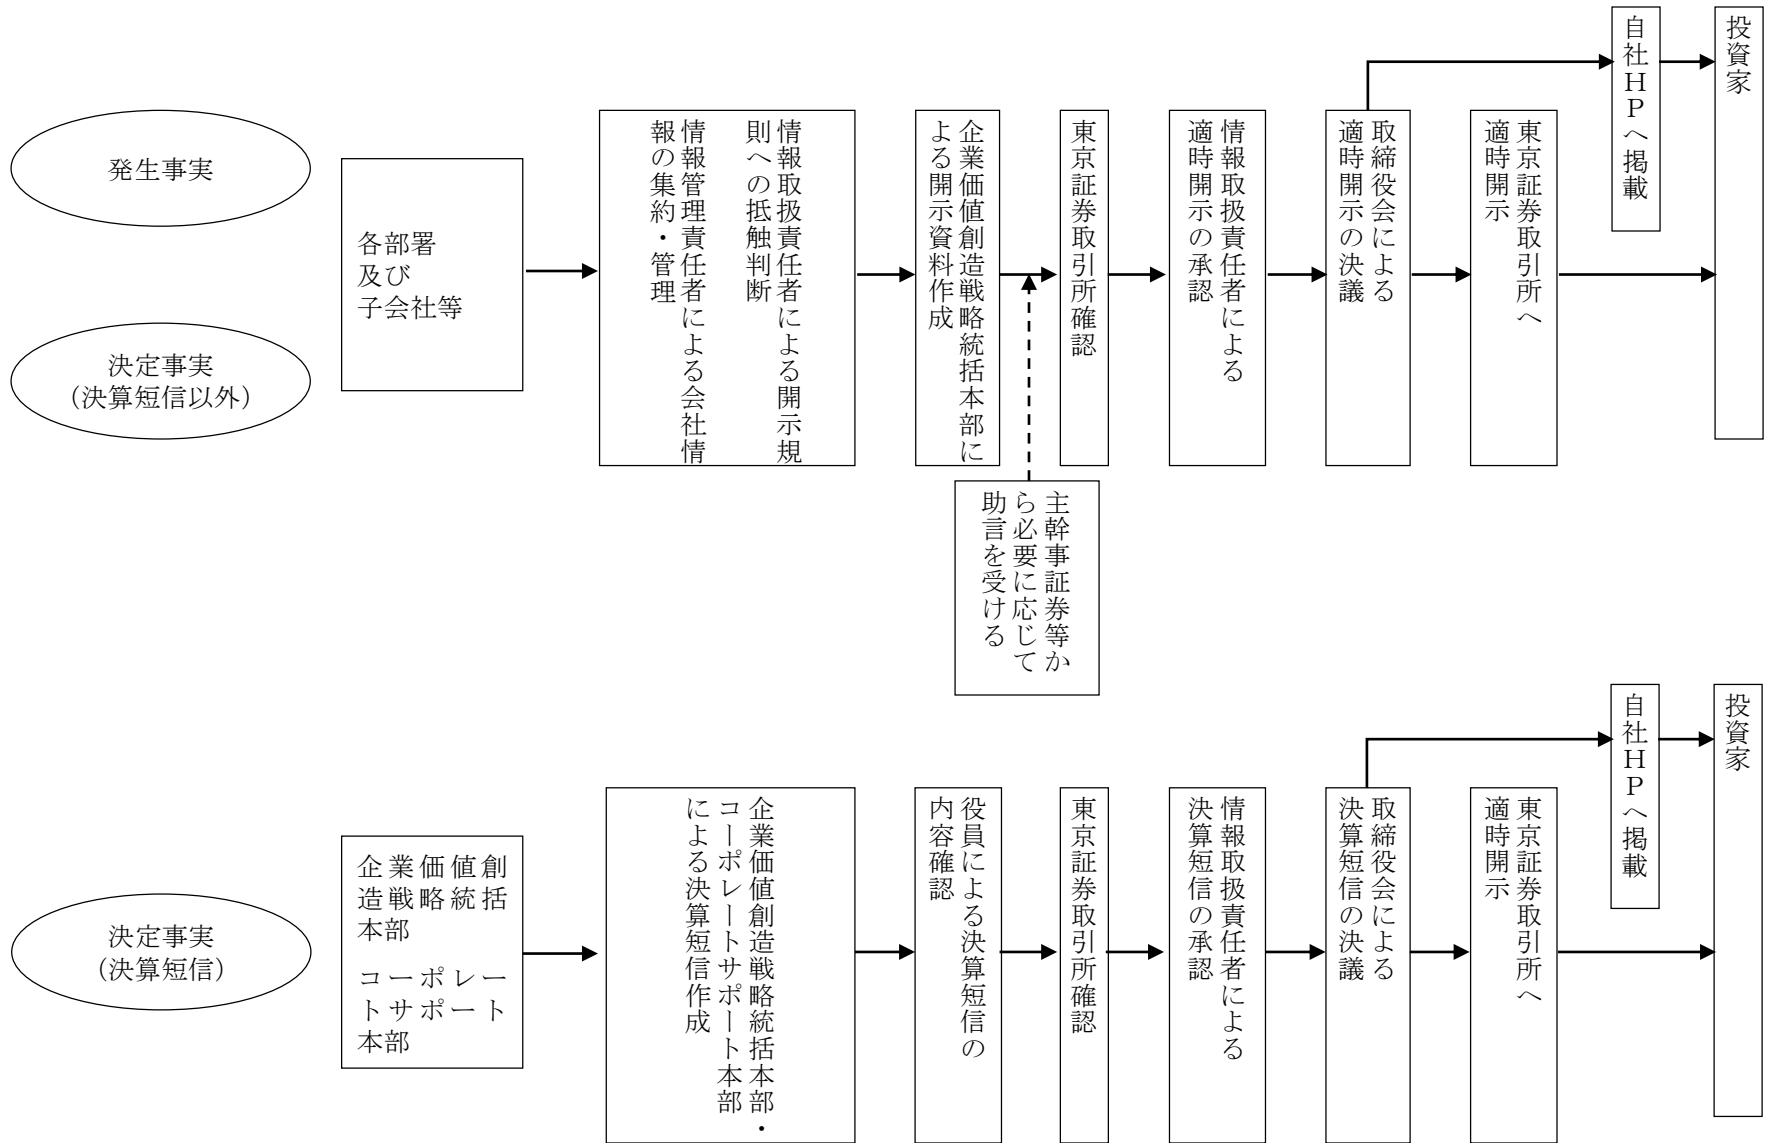 発生事実
決定事実
（決算短信以外）
各部署
及び
子会社等
情報取扱責任者による開示規
則への抵触判断
情報管理責任者による会社情
報の集約・管理
企業価値創造戦略統括本部に
よる開示資料作成
主幹事証券等か
ら必要に応じて
助言を受ける
東京証券取引所確認
情報取扱責任者による
適時開示の承認
取締役会による
適時開示の決議
東京証券取引所へ
適時開示
自社ＨＰへ掲載
投資家
決定事実
（決算短信）
企業価値創
造戦略統括
本部
コーポレー
トサポート
本部
企業価値創造戦略統括本部・
コーポレートサポート本部
による決算短信作成
役員による決算短信の
内容確認
東京証券取引所確認
情報取扱責任者による
決算短信の承認
取締役会による
決算短信の決議
東京証券取引所へ
適時開示
自社ＨＰへ掲載
投資家